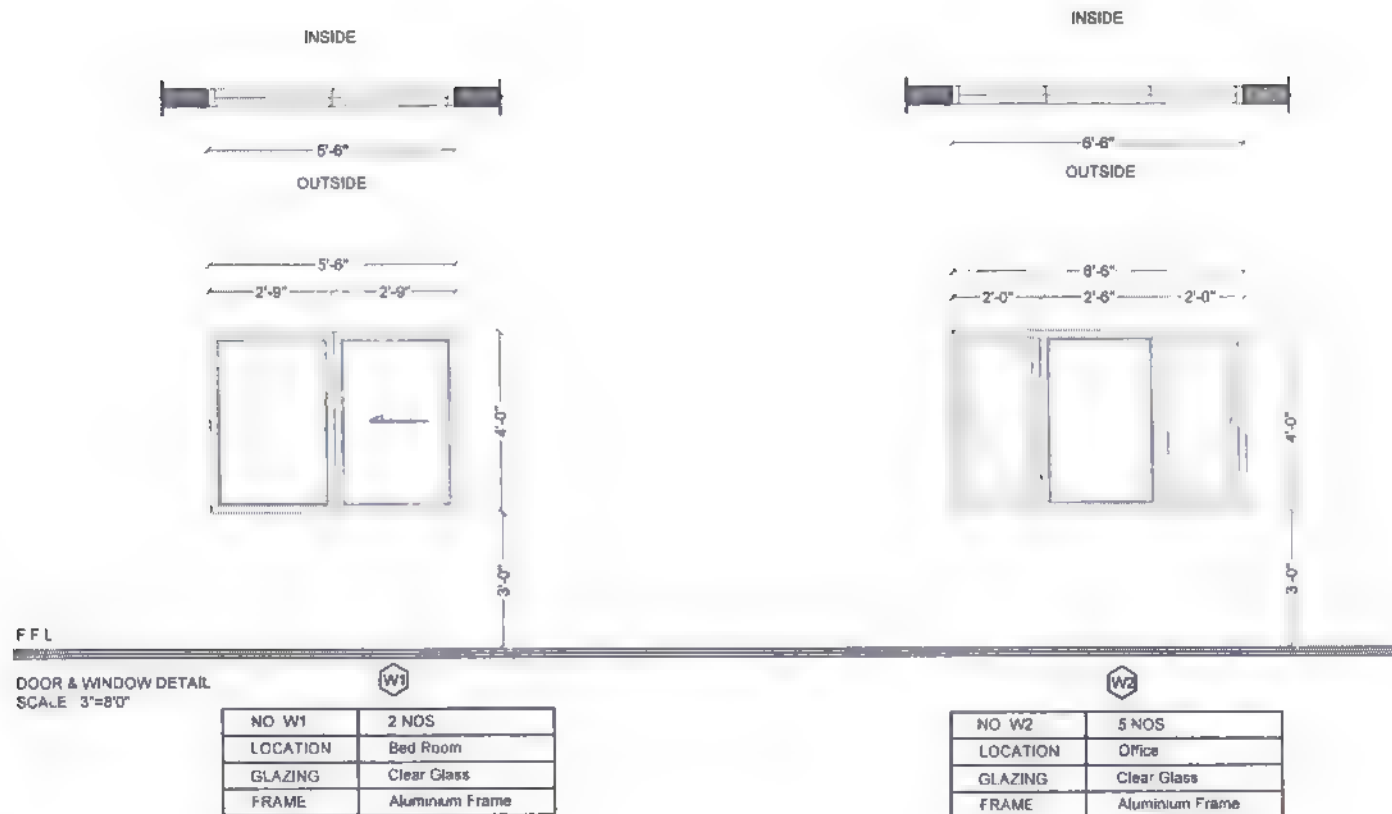 INSIDE
5'-6"
OUTSIDE
5'-6"
2'-9" 2'-9"
4'-0"
3'-0"
INSIDE
6'-6"
OUTSIDE
6'-6"
2'-0" 2'-6" 2'-0"
4'-0"
3'-0"
F F L
DOOR & WINDOW DETAIL
SCALE 3"=8'0"
W1
NO W1 2 NOS
LOCATION Bed Room
GLAZING Clear Glass
FRAME Aluminium Frame
W2
NO W2 5 NOS
LOCATION Office
GLAZING Clear Glass
FRAME Aluminium Frame